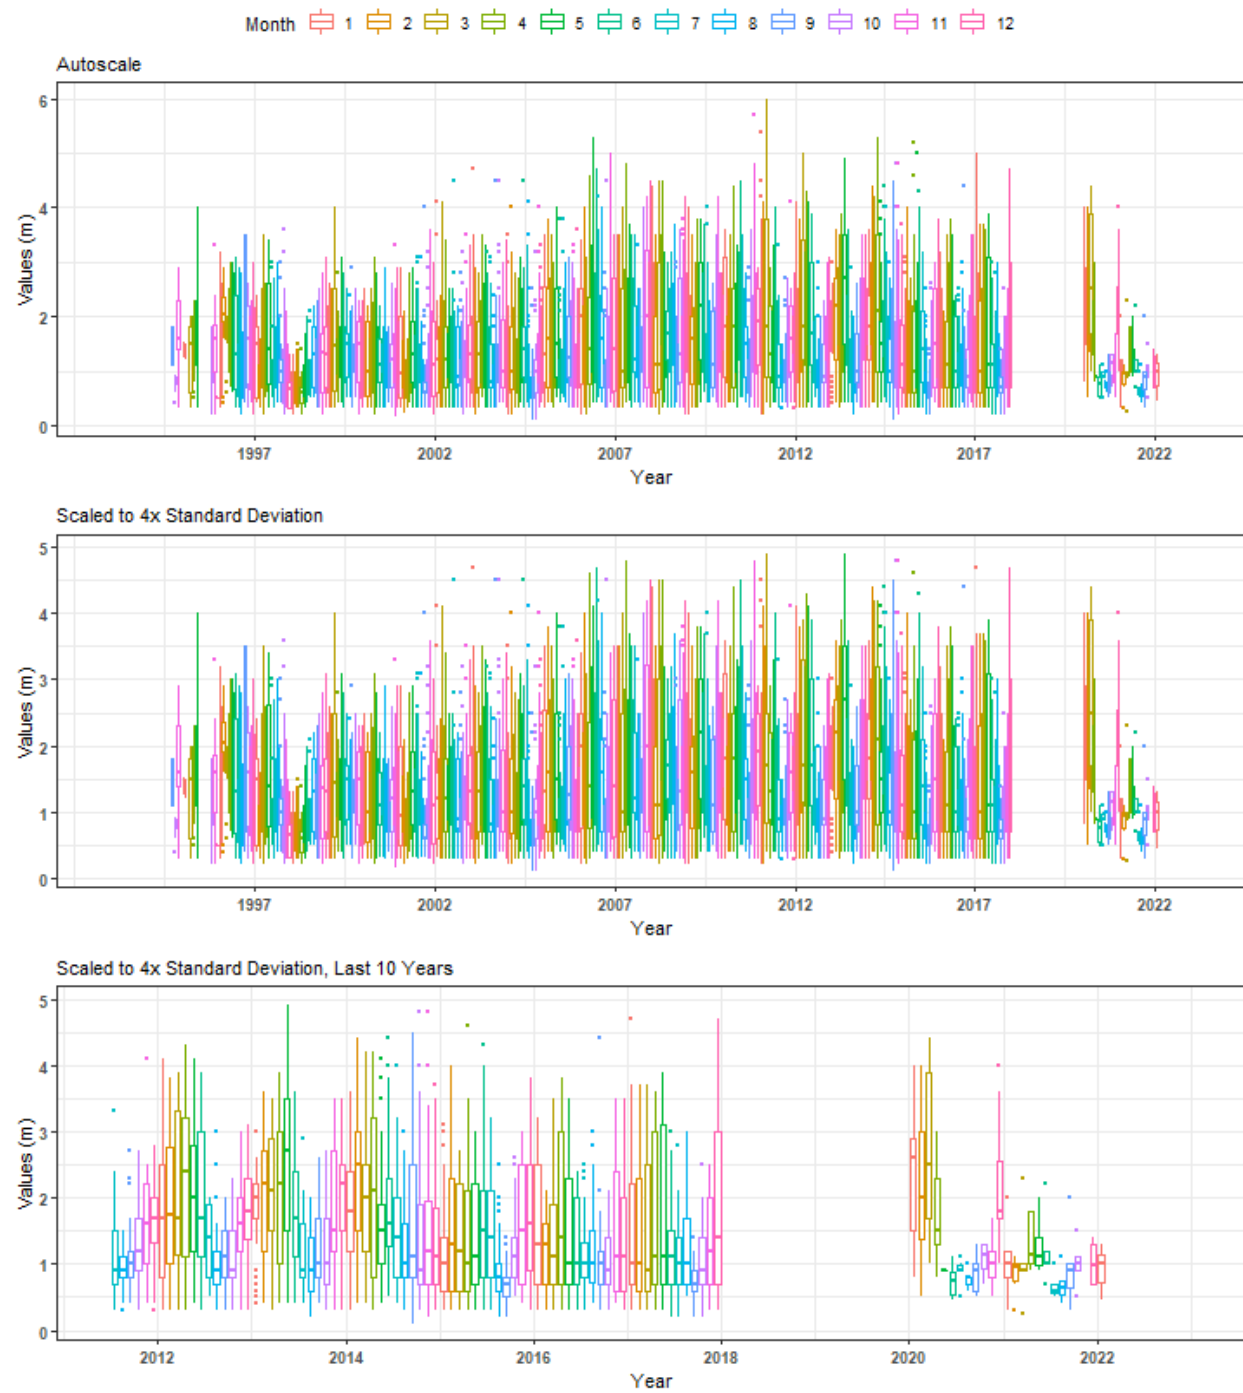 Month 1 2 3 4 5 6 7 8 9 10 11 12
Autoscale
6
4
2
0
Values (m)
1997 2002 2007 2012 2017 2022
Year
Scaled to 4x Standard Deviation
5
4
3
2
1
0
Values (m)
1997 2002 2007 2012 2017 2022
Year
Scaled to 4x Standard Deviation, Last 10 Years
5
4
3
2
1
0
Values (m)
2012 2014 2016 2018 2020 2022
Year